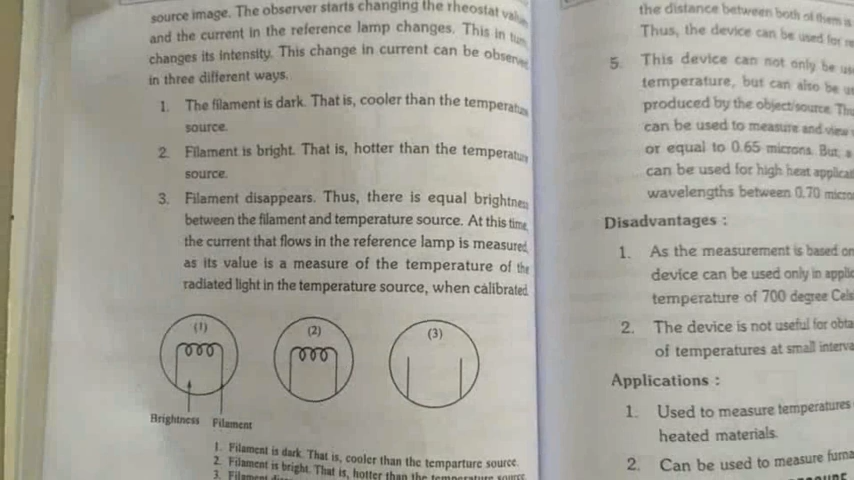 source image. The observer starts changing the rheostat
and the current in the reference lamp changes. This in
changes its intensity. This change in current can be
in three different ways.
1. The filament is dark. That is, cooler than the
source.
2. Filament is bright. That is, hotter than the
source.
3. Filament disappears. Thus, there is equal
between the filament and temperature source. At this time,
the current that flows in the reference lamp is measured,
as its value is a measure of the temperature of the
radiated light in the temperature source, when calibrated.
(1)
(2)
(3)
Brightness Filament
1. Filament is dark. That is, cooler than the temparture source.
2. Filament is bright. That is, hotter than the temperature source
3. Filament
the distance between both of them is
Thus, the device can be used for
5. This device can not only be
temperature, but can also be
produced by the object/source.
can be used to measure and view
or equal to 0.65 microns. But, a
can be used for high heat
wavelengths between 0.70
Disadvantages :
1. As the measurement is based on
device can be used only in
temperature of 700 degree
2. The device is not useful for
of temperatures at small
Applications :
1. Used to measure temperatures
heated materials.
2. Can be used to measure